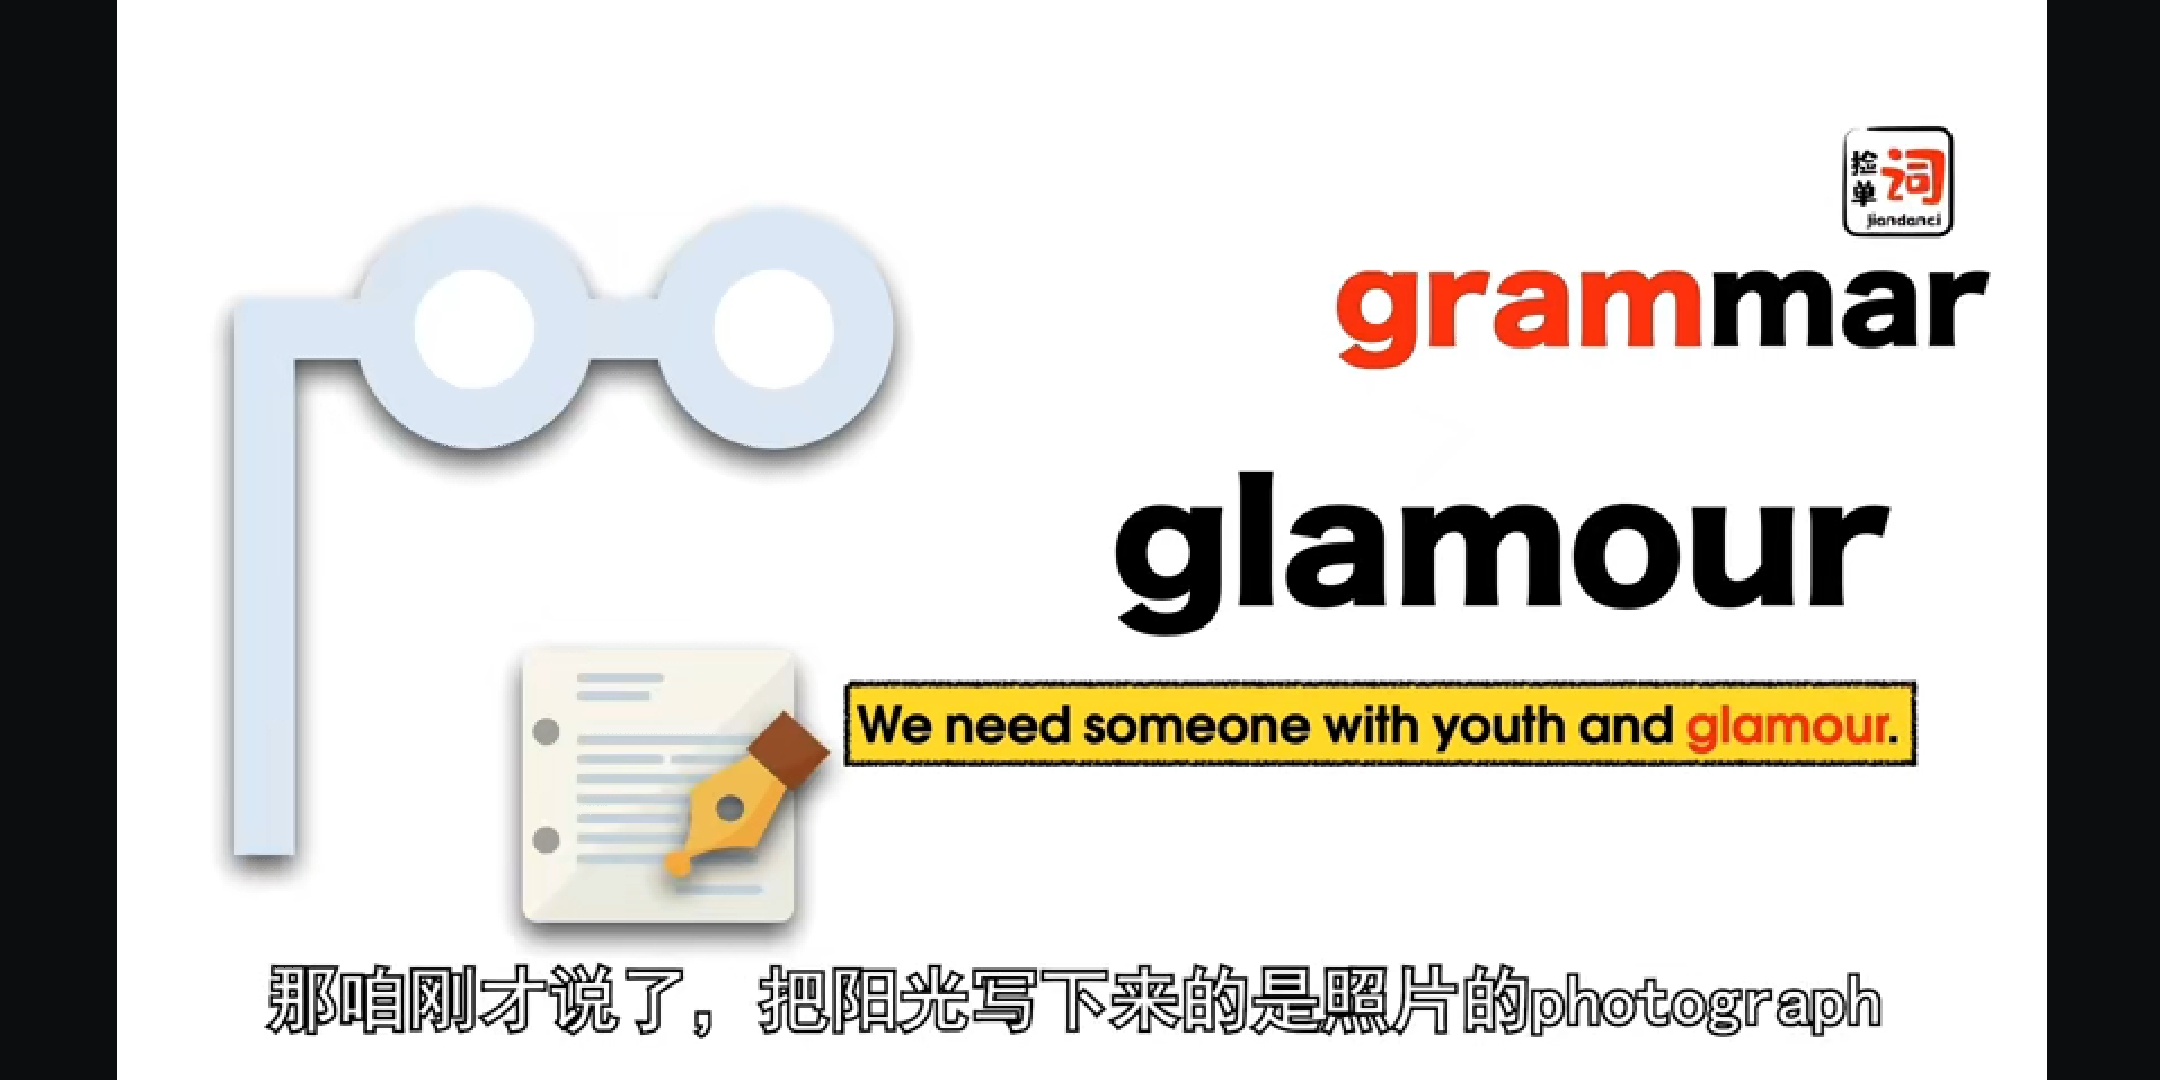 捡单词
jiandanci
grammar
glamour
We need someone with youth and glamour.
那咱刚才说了，把阳光写下来的是照片的photograph